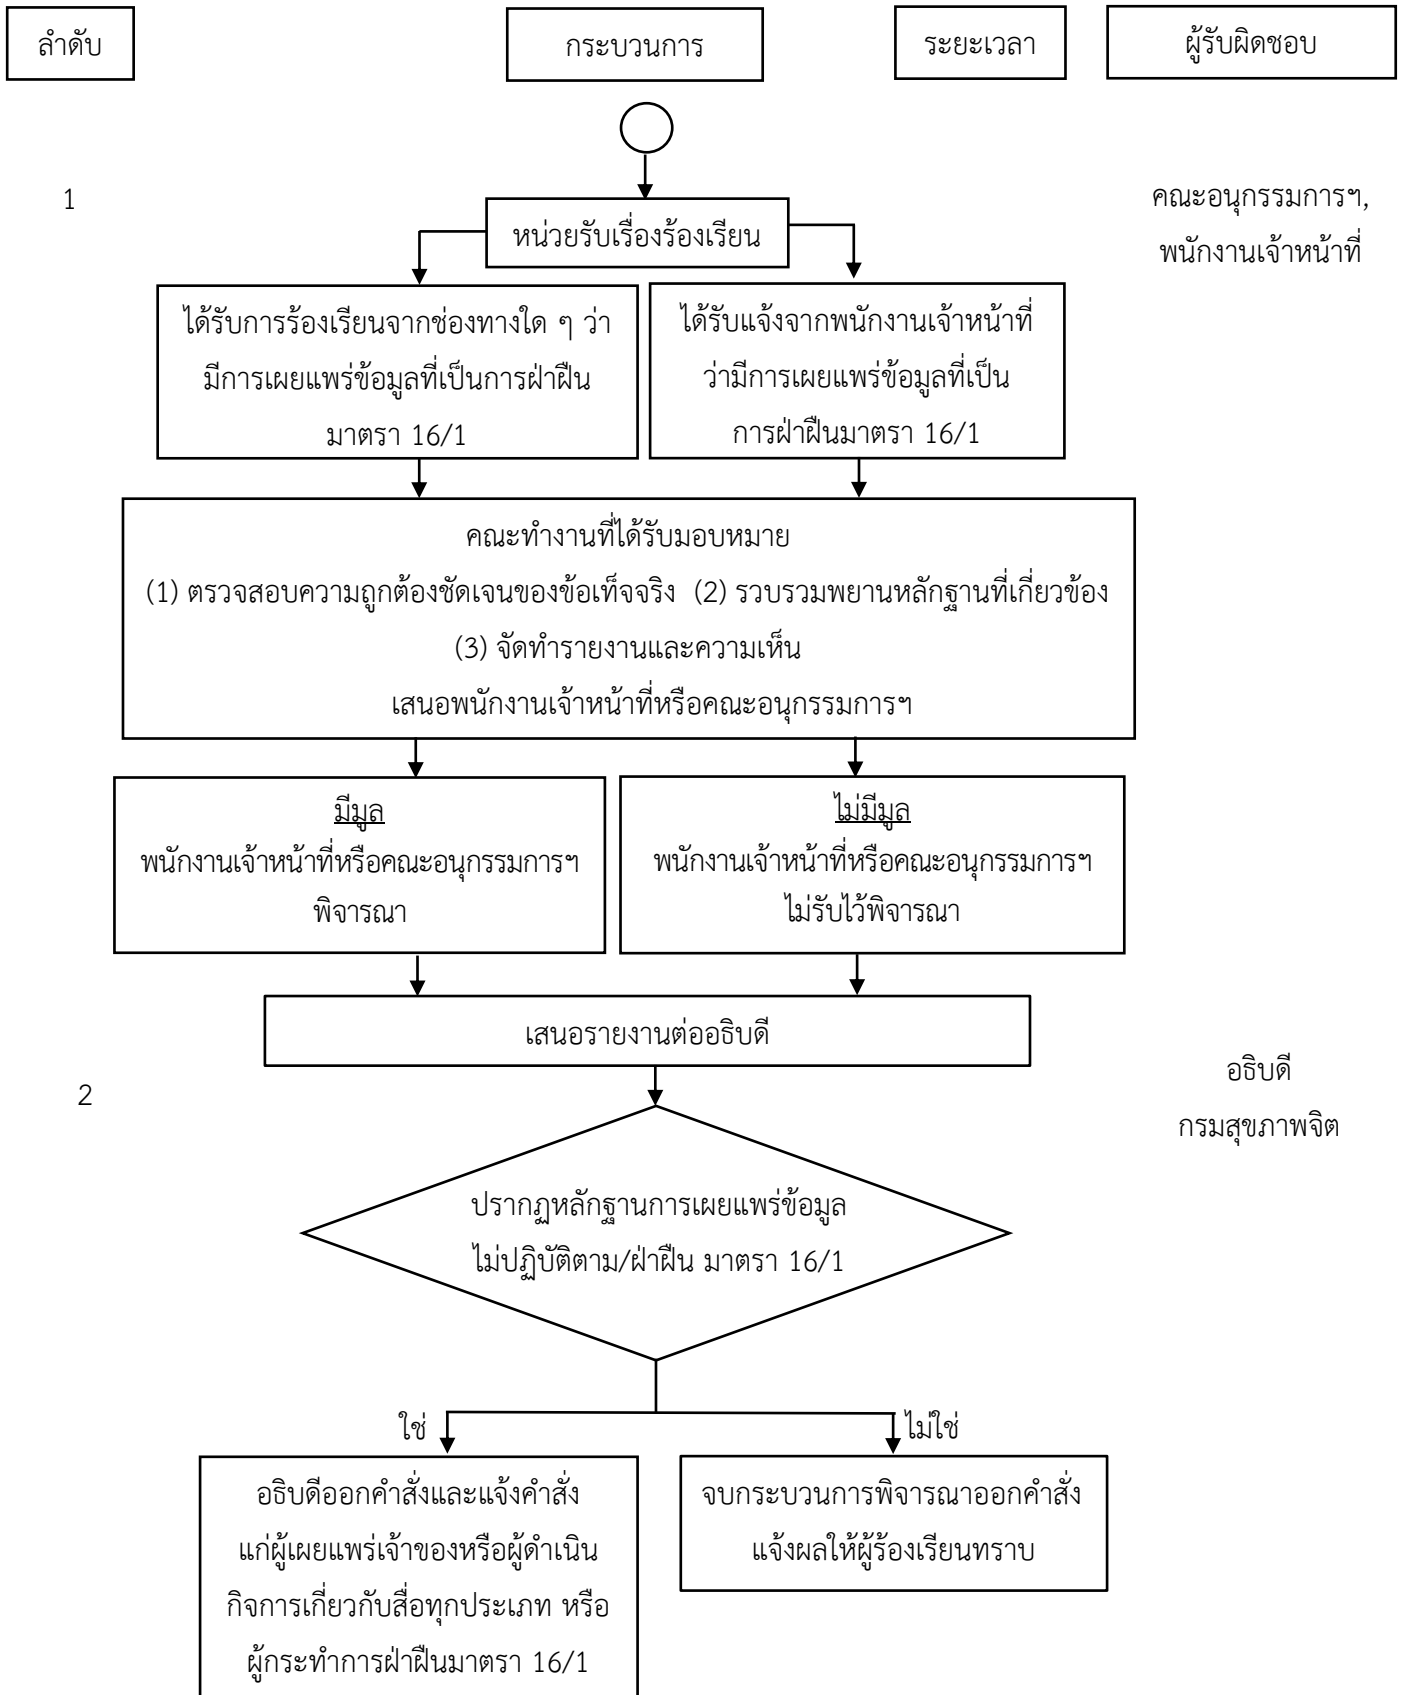 ลำดับ
กระบวนการ
ระยะเวลา
ผู้รับผิดชอบ
1
คณะอนุกรรมการฯ,
พนักงานเจ้าหน้าที่
หน่วยรับเรื่องร้องเรียน
ได้รับการร้องเรียนจากช่องทางใด ๆ ว่า
มีการเผยแพร่ข้อมูลที่เป็นการฝ่าฝืน
มาตรา 16/1
ได้รับแจ้งจากพนักงานเจ้าหน้าที่
ว่ามีการเผยแพร่ข้อมูลที่เป็น
การฝ่าฝืนมาตรา 16/1
คณะทำงานที่ได้รับมอบหมาย
(1) ตรวจสอบความถูกต้องชัดเจนของข้อเท็จจริง (2) รวบรวมพยานหลักฐานที่เกี่ยวข้อง
(3) จัดทำรายงานและความเห็น
เสนอพนักงานเจ้าหน้าที่หรือคณะอนุกรรมการฯ
มีมูล
พนักงานเจ้าหน้าที่หรือคณะอนุกรรมการฯ
พิจารณา
ไม่มีมูล
พนักงานเจ้าหน้าที่หรือคณะอนุกรรมการฯ
ไม่รับไว้พิจารณา
เสนอรายงานต่ออธิบดี
2
อธิบดี
กรมสุขภาพจิต
ปรากฏหลักฐานการเผยแพร่ข้อมูล
ไม่ปฏิบัติตาม/ฝ่าฝืน มาตรา 16/1
ใช่
ไม่ใช่
อธิบดีออกคำสั่งและแจ้งคำสั่ง
แก่ผู้เผยแพร่เจ้าของหรือผู้ดำเนิน
กิจการเกี่ยวกับสื่อทุกประเภท หรือ
ผู้กระทำการฝ่าฝืนมาตรา 16/1
จบกระบวนการพิจารณาออกคำสั่ง
แจ้งผลให้ผู้ร้องเรียนทราบ